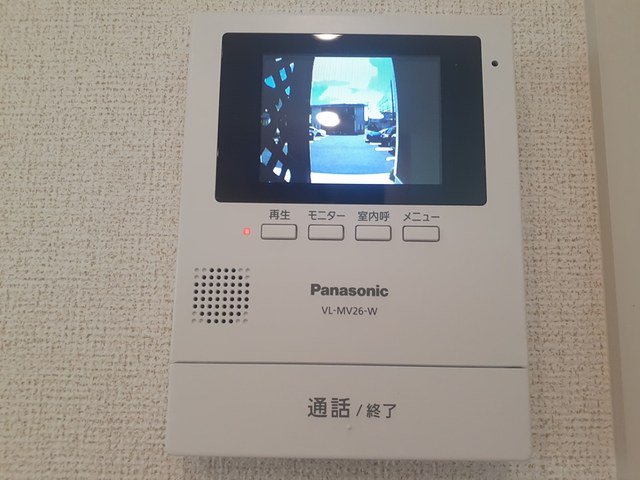 再生 モニター 室内呼 メニュー
Panasonic
VL-MV26-W
通話 / 終了